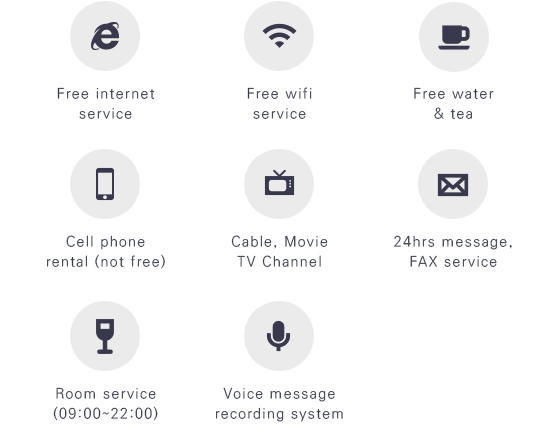 Free internet
service
Free wifi
service
Free water
& tea
Cell phone
rental (not free)
Cable, Movie
TV Channel
24hrs message,
FAX service
Room service
(09:00~22:00)
Voice message
recording system